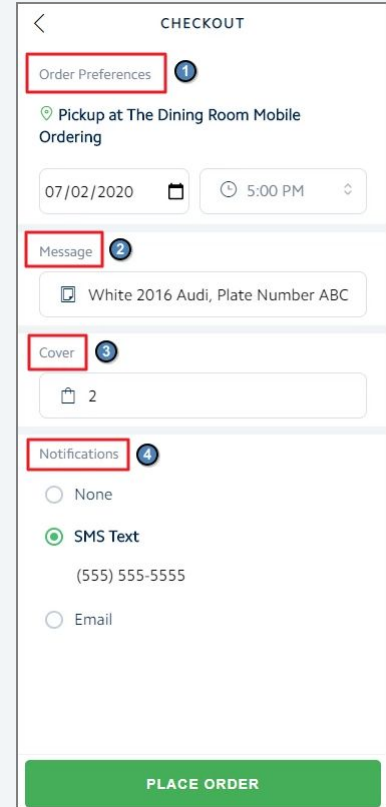 CHECKOUT
Order Preferences 1
Pickup at The Dining Room Mobile
Ordering
07/02/2020 5:00 PM
Message 2
White 2016 Audi, Plate Number ABC
Cover 3
2
Notifications 4
None
SMS Text
(555) 555-5555
Email
PLACE ORDER